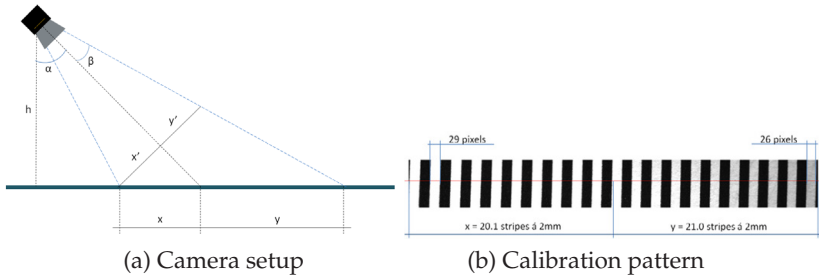 α
β
h
y'
x'
x
y
(a) Camera setup
29 pixels
26 pixels
x = 20.1 stripes á 2mm
y = 21.0 stripes á 2mm
(b) Calibration pattern